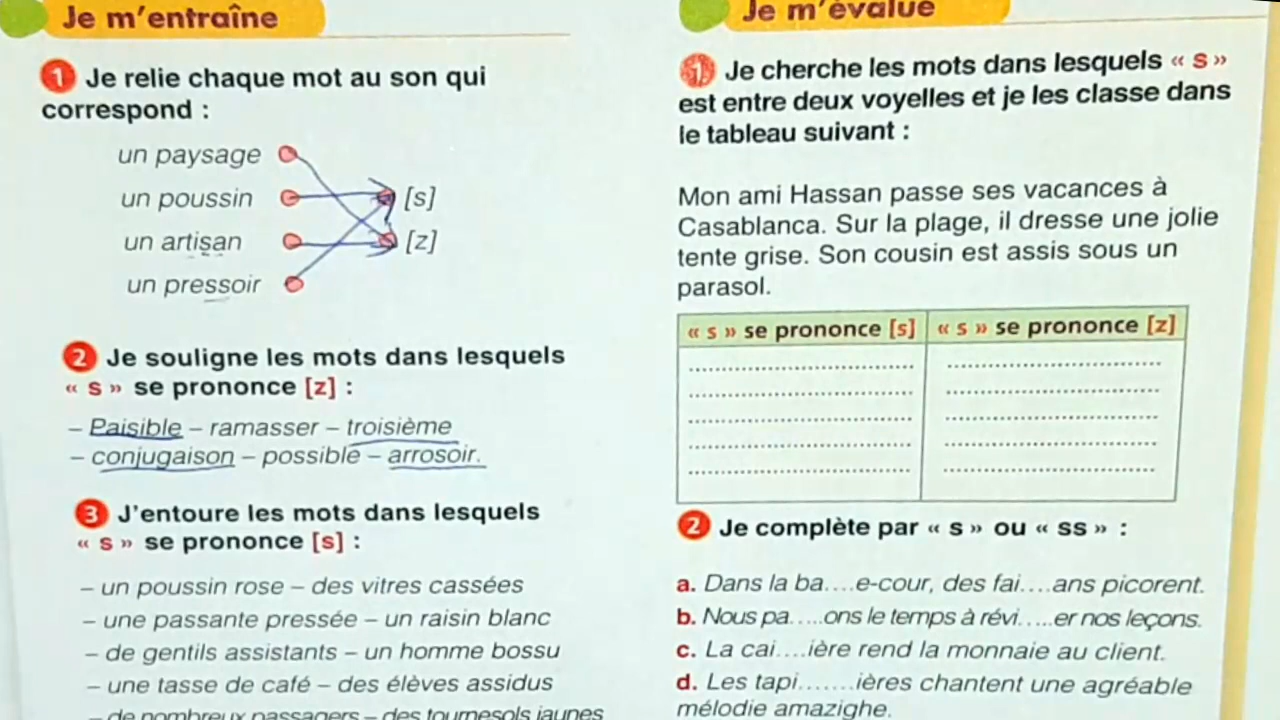 Je m'entraîne
1 Je relie chaque mot au son qui
correspond :
un paysage
un poussin [s]
un artisan [z]
un pressoir
2 Je souligne les mots dans lesquels
« s » se prononce [z] :
– Paisible – ramasser – troisième
– conjugaison – possible – arrosoir.
3 J'entoure les mots dans lesquels
« s » se prononce [s] :
– un poussin rose – des vitres cassées
– une passante pressée – un raisin blanc
– de gentils assistants – un homme bossu
– une tasse de café – des élèves assidus
– de nombreux passagers – des tournesols jaunes
Je m'évalue
1 Je cherche les mots dans lesquels « s »
est entre deux voyelles et je les classe dans
le tableau suivant :
Mon ami Hassan passe ses vacances à
Casablanca. Sur la plage, il dresse une jolie
tente grise. Son cousin est assis sous un
parasol.
« s » se prononce [s] « s » se prononce [z]
2 Je complète par « s » ou « ss » :
a. Dans la ba....e-cour, des fai....ans picorent.
b. Nous pa.....ons le temps à révi.....er nos leçons.
c. La cai....ière rend la monnaie au client.
d. Les tapi.......ières chantent une agréable
mélodie amazighe.